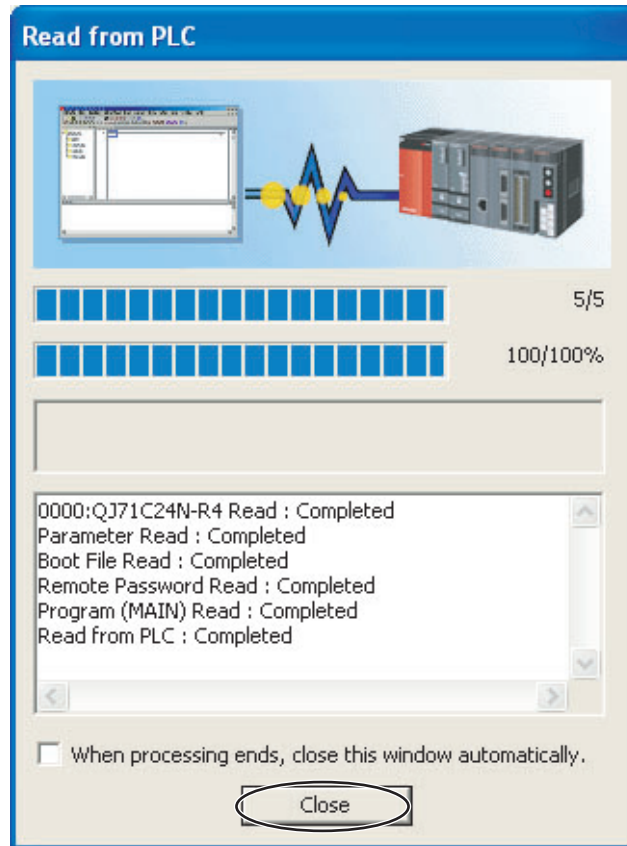 Read from PLC
5/5
100/100%
0000:QJ71C24N-R4 Read : Completed
Parameter Read : Completed
Boot File Read : Completed
Remote Password Read : Completed
Program (MAIN) Read : Completed
Read from PLC : Completed
When processing ends, close this window automatically.
Close